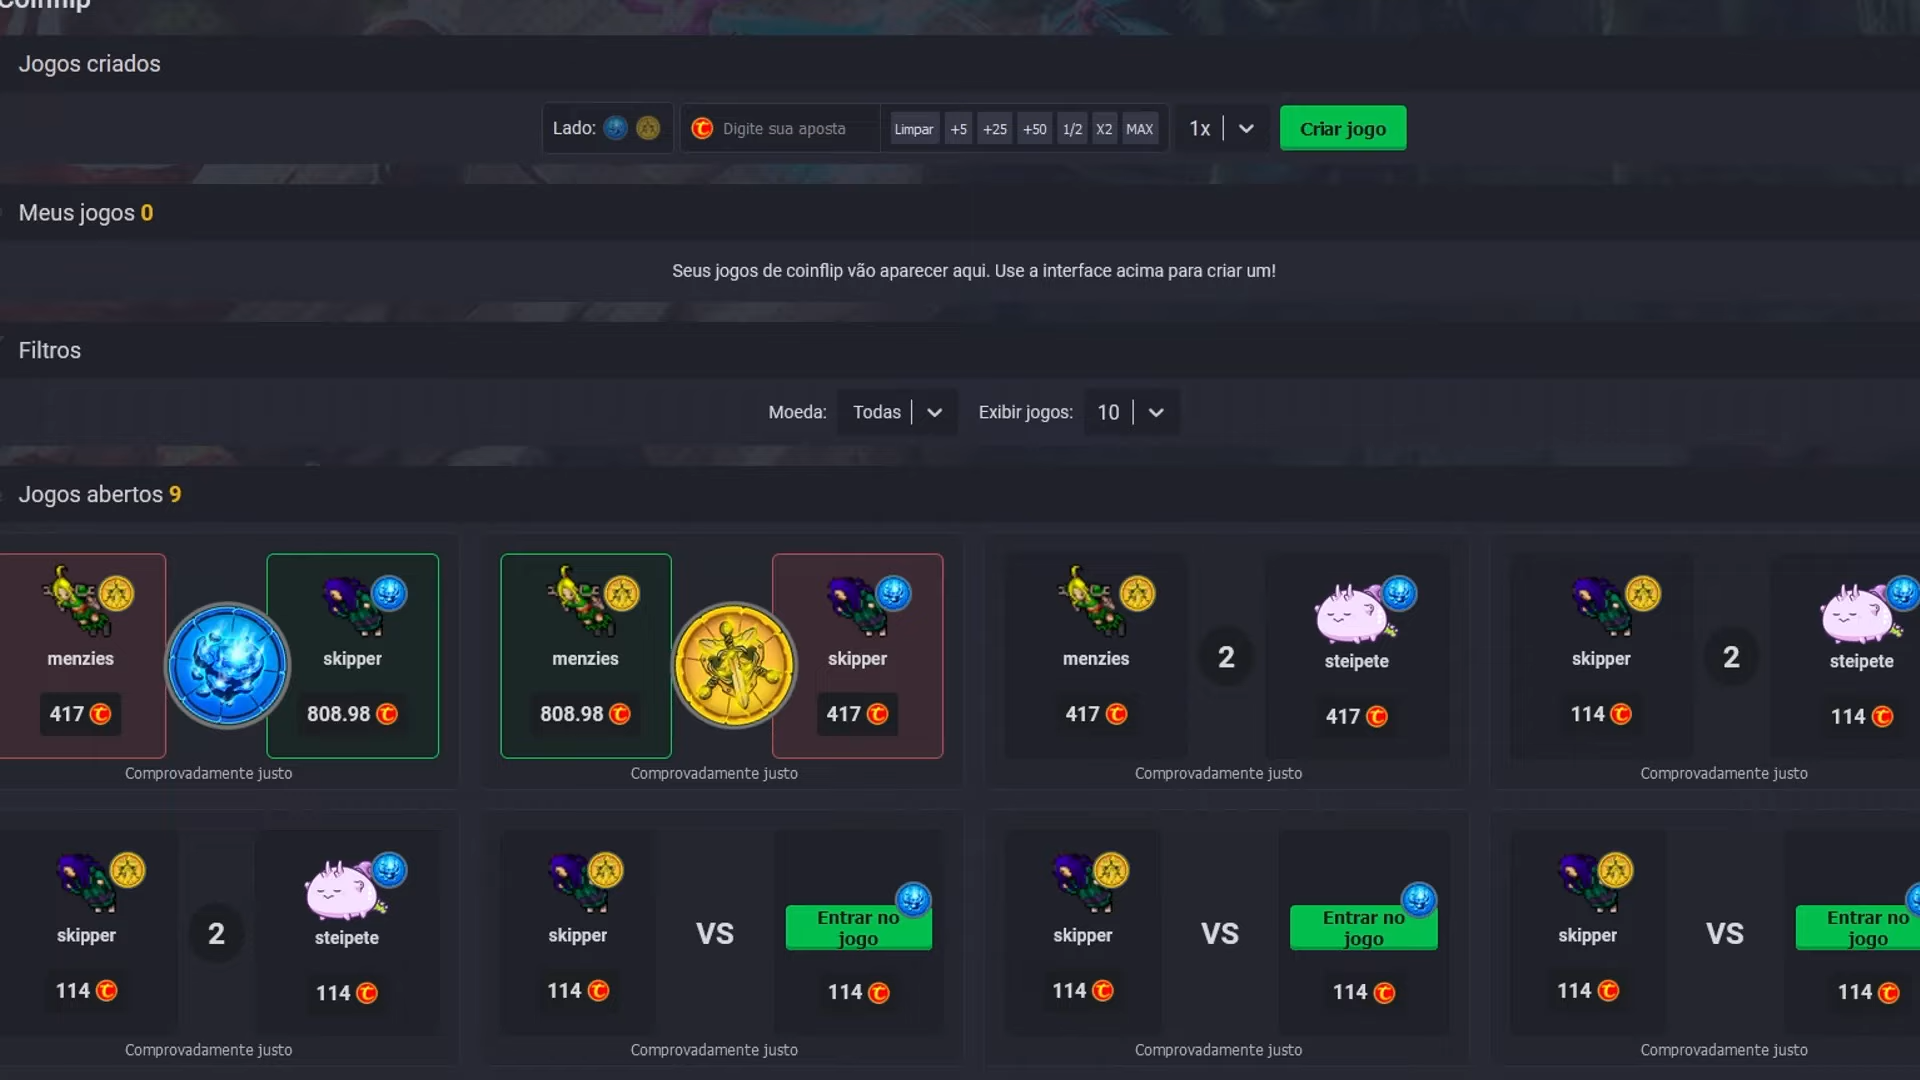 Coinflip
Jogos criados
Lado:
Digite sua aposta
Limpar +5 +25 +50 1/2 X2 MAX
1x
Criar jogo
Meus jogos 0
Seus jogos de coinflip vão aparecer aqui. Use a interface acima para criar um!
Filtros
Moeda: Todas Exibir jogos: 10
Jogos abertos 9
menzies
417
skipper
808.98
Comprovadamente justo
menzies
808.98
skipper
417
Comprovadamente justo
menzies
417
2
steipete
417
Comprovadamente justo
skipper
114
2
steipete
114
Comprovadamente justo
skipper
114
2
steipete
114
Comprovadamente justo
skipper
114
VS
Entrar no
jogo
114
Comprovadamente justo
skipper
114
VS
Entrar no
jogo
114
Comprovadamente justo
skipper
114
VS
Entrar no
jogo
114
Comprovadamente justo